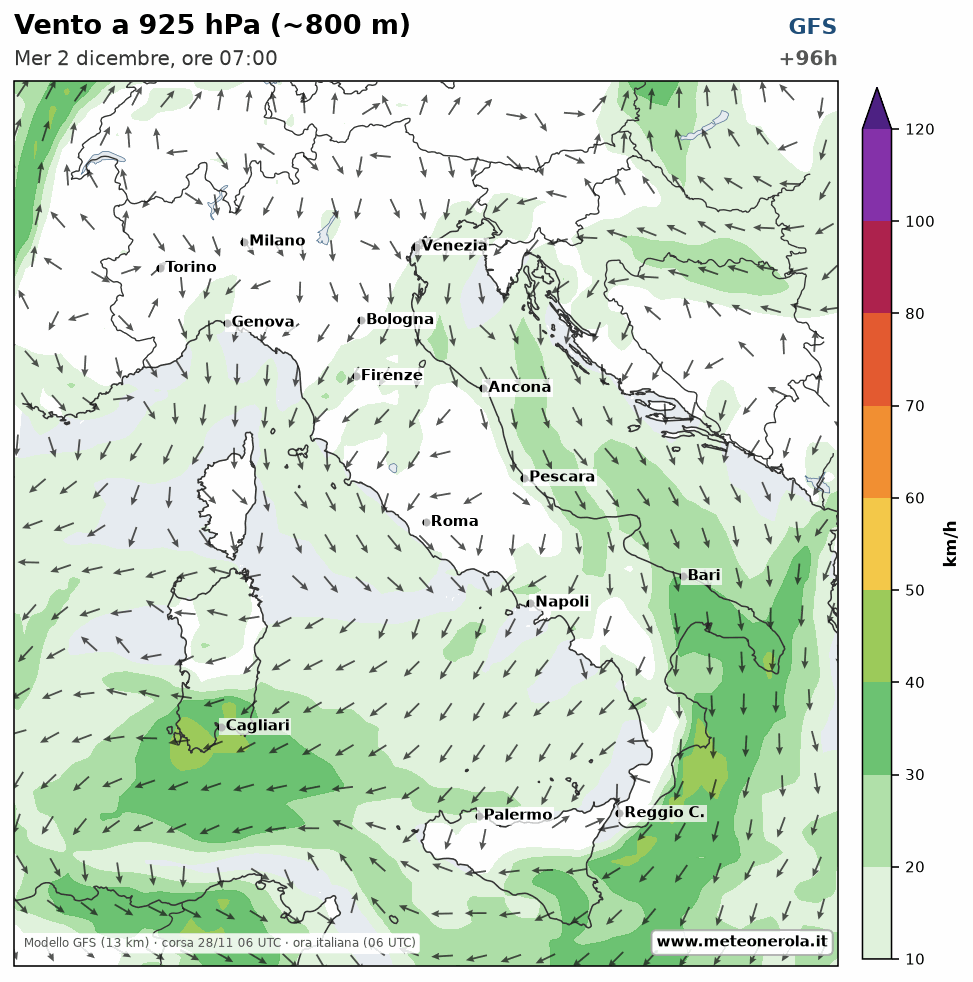 Vento a 925 hPa (~800 m)
GFS
Mer 2 dicembre, ore 07:00
+96h
Milano
Venezia
Torino
Genova
Bologna
Firenze
Ancona
Pescara
Roma
Bari
Napoli
Cagliari
Palermo
Reggio C.
120
100
80
70
60
50
40
30
20
10
km/h
Modello GFS (13 km) · corsa 28/11 06 UTC · ora italiana (06 UTC)
www.meteonerola.it